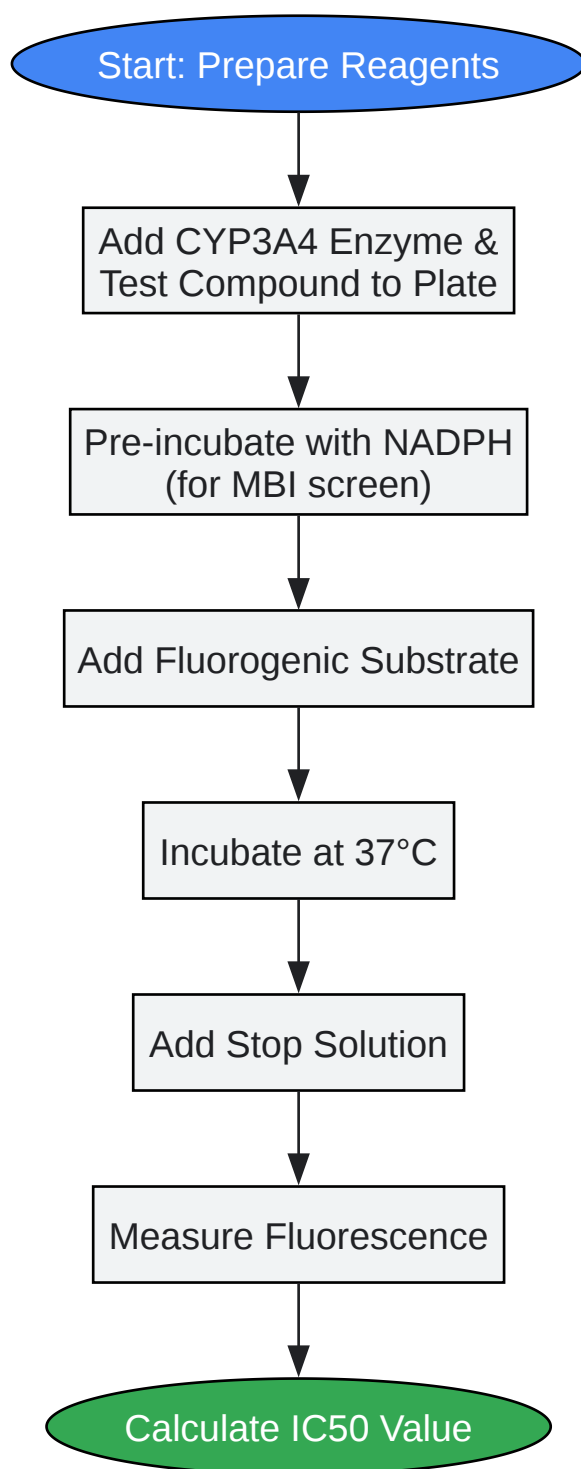 Start: Prepare Reagents
Add CYP3A4 Enzyme &
Test Compound to Plate
Pre-incubate with NADPH
(for MBI screen)
Add Fluorogenic Substrate
Incubate at 37°C
Add Stop Solution
Measure Fluorescence
Calculate IC50 Value